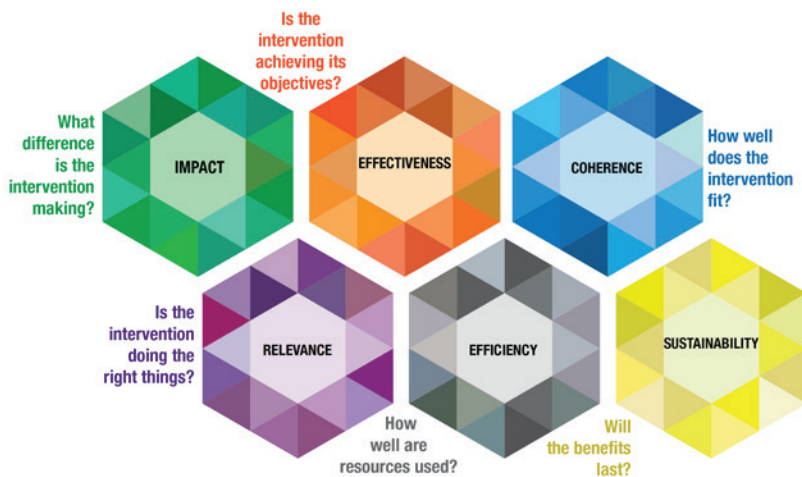 Is the
intervention
achieving its
objectives?
What
difference
is the
intervention
making?
IMPACT
EFFECTIVENESS
COHERENCE
How well
does the
intervention
fit?
Is the
intervention
doing the
right things?
RELEVANCE
EFFICIENCY
SUSTAINABILITY
How
well are
resources used?
Will
the benefits
last?